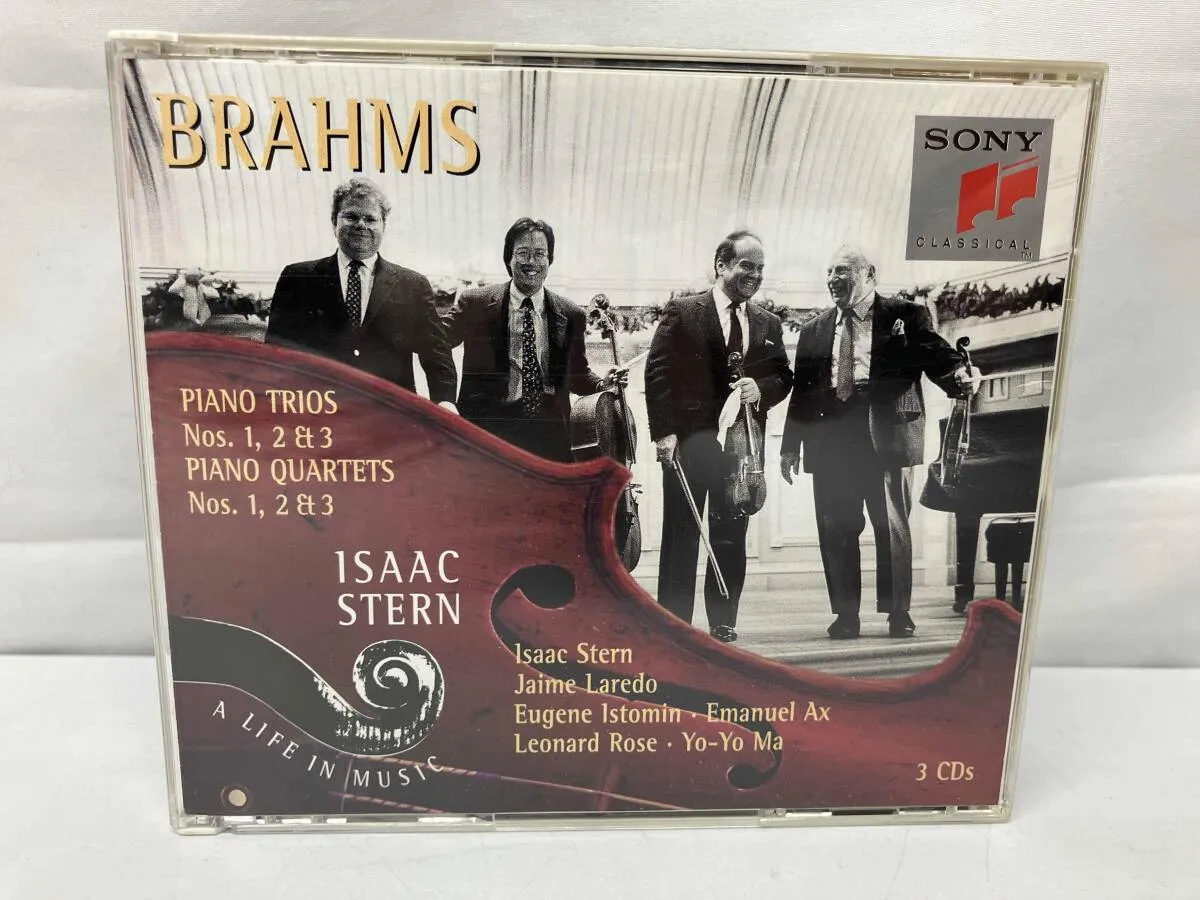 BRAHMS
SONY
CLASSICAL™
PIANO TRIOS
Nos. 1, 2 & 3
PIANO QUARTETS
Nos. 1, 2 & 3
ISAAC
STERN
A LIFE IN MUSIC
Isaac Stern
Jaime Laredo
Eugene Istomin · Emanuel Ax
Leonard Rose · Yo-Yo Ma
3 CDs